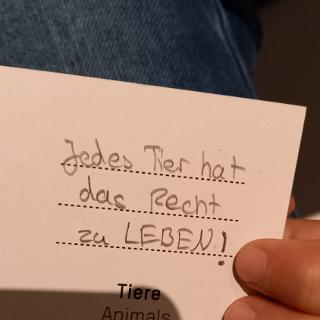 Jedes Tier hat
das Recht
zu LEBEN!
Tiere
Animals